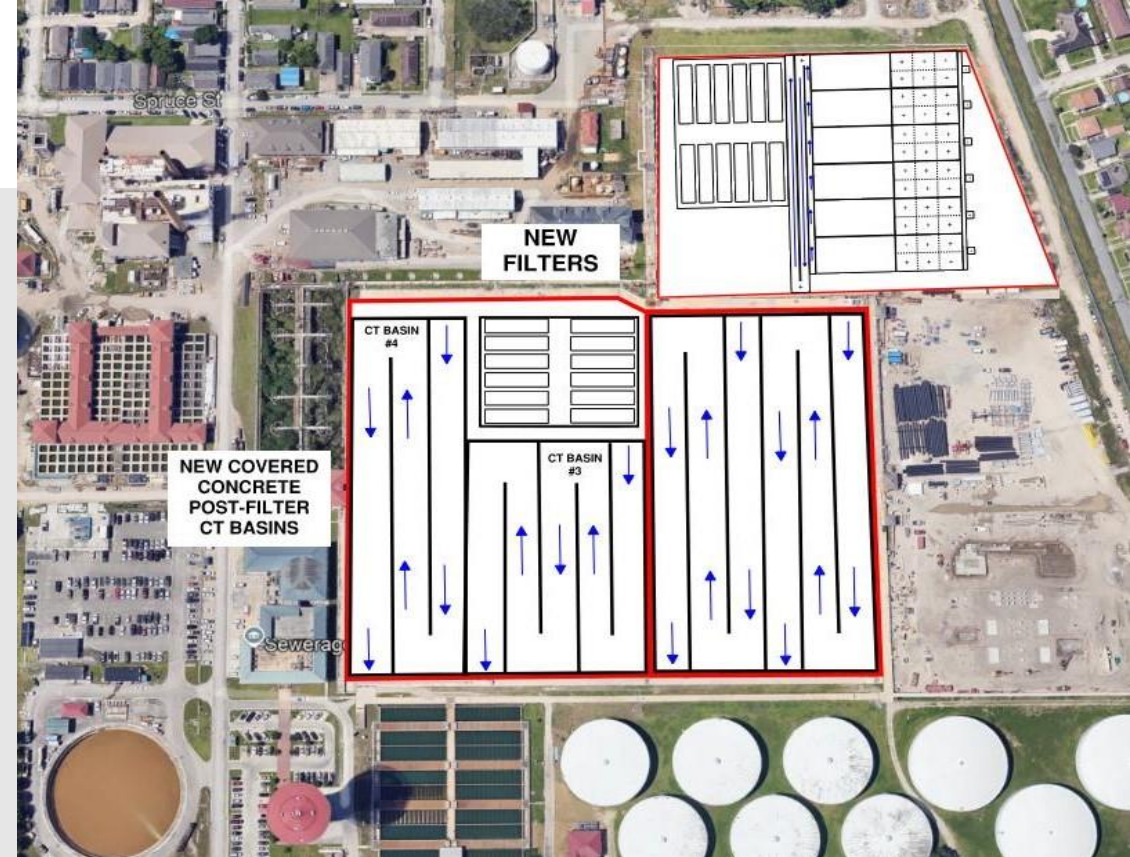 Spruce St
NEW
FILTERS
CT BASIN
#4
CT BASIN
#3
NEW COVERED
CONCRETE
POST-FILTER
CT BASINS
Sewerag